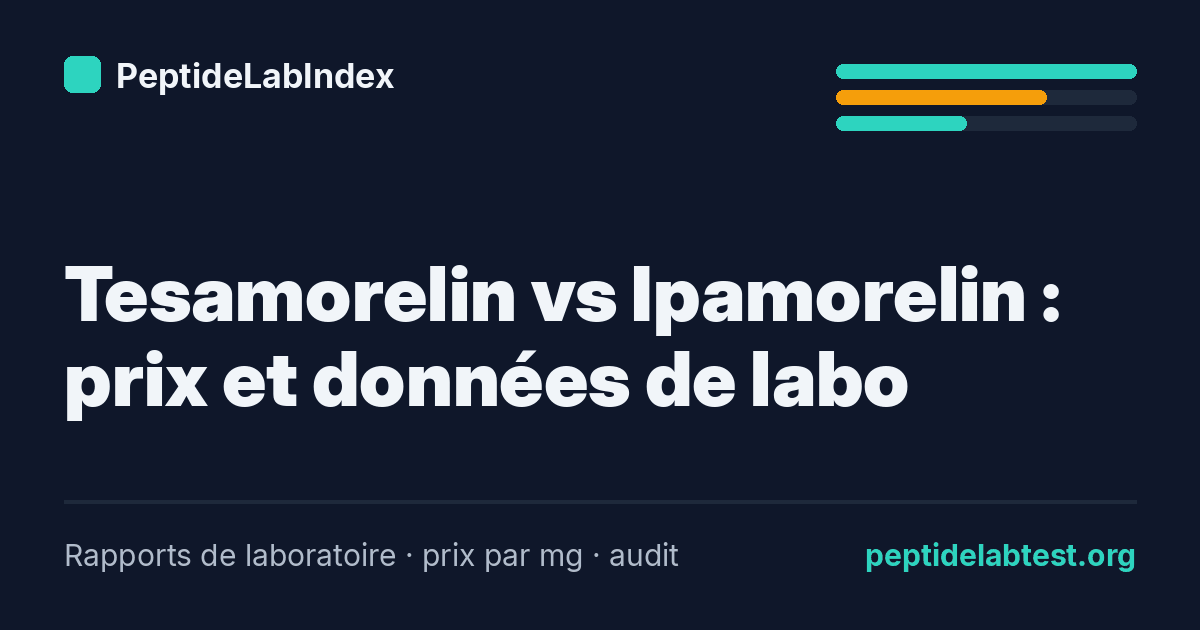 PeptideLabIndex
Tesamorelin vs Ipamorelin :
prix et données de labo
Rapports de laboratoire · prix par mg · audit
peptidelabtest.org